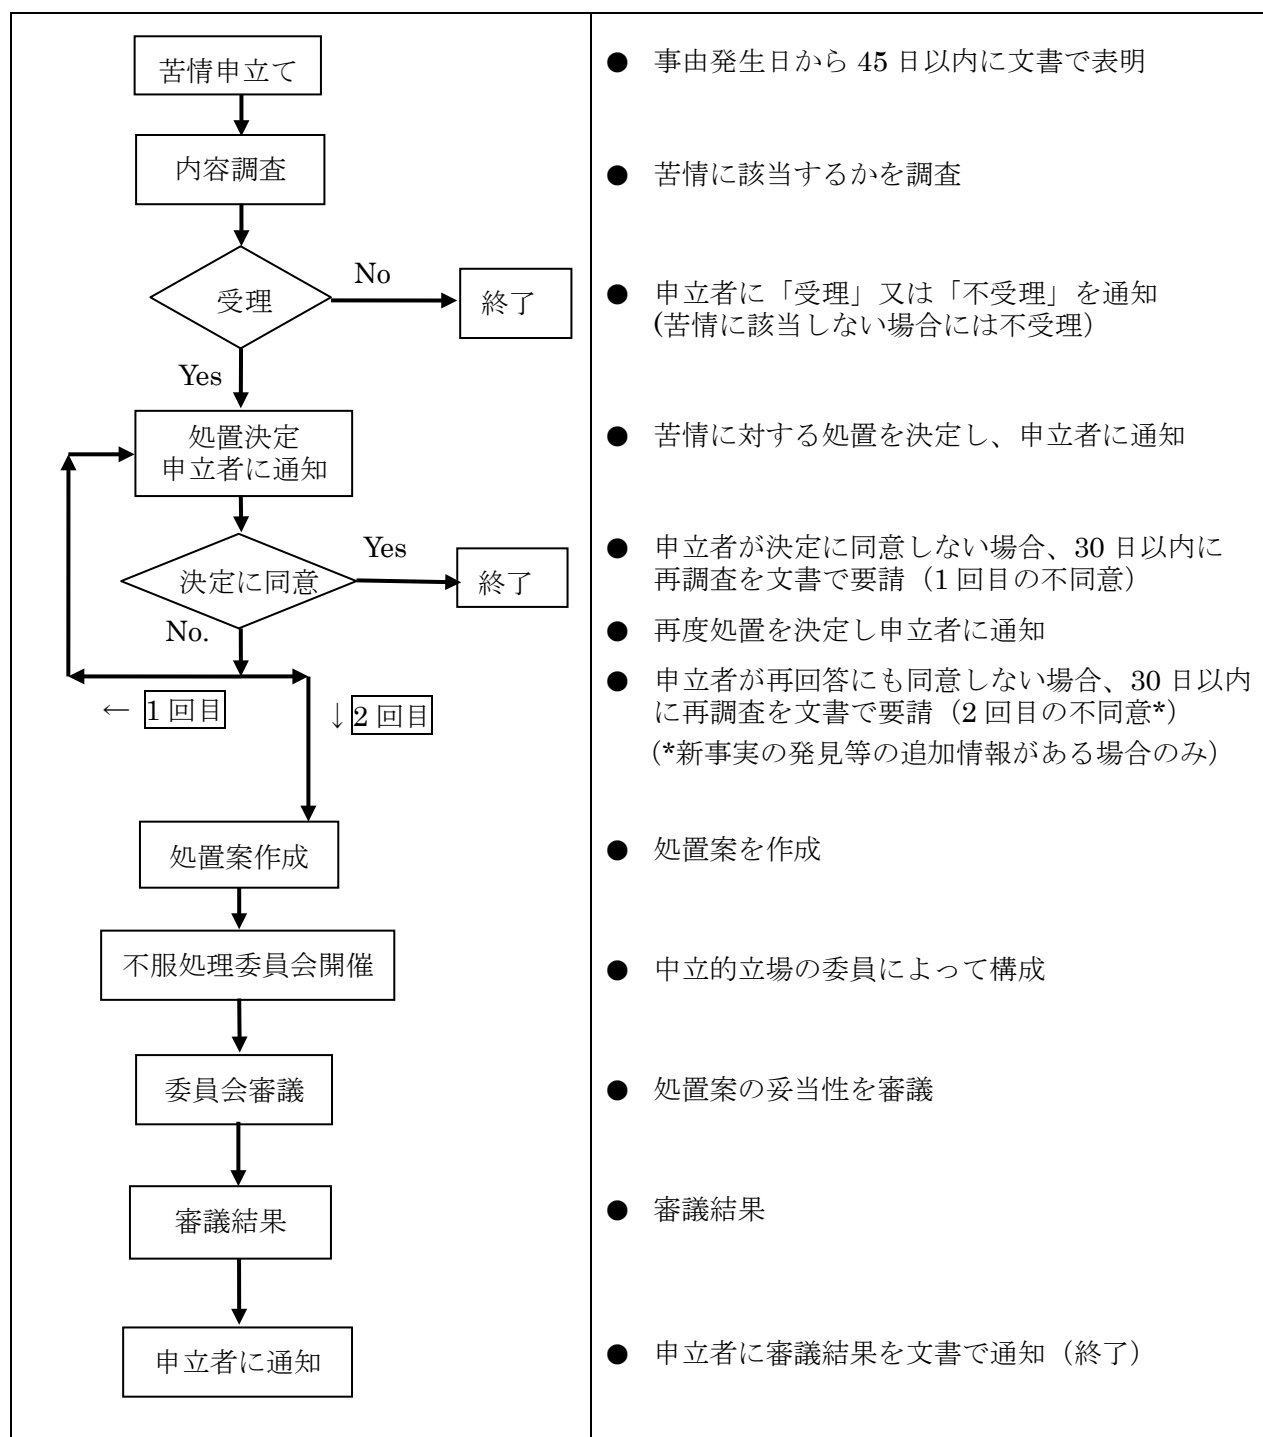 苦情申立て
● 事由発生日から 45 日以内に文書で表明
内容調査
● 苦情に該当するかを調査
受理
No
終了
● 申立者に「受理」又は「不受理」を通知
(苦情に該当しない場合には不受理）
Yes
処置決定
申立者に通知
● 苦情に対する処置を決定し、申立者に通知
決定に同意
Yes
終了
● 申立者が決定に同意しない場合、30 日以内に
再調査を文書で要請（1 回目の不同意）
No.
● 再度処置を決定し申立者に通知
← 1 回目
↓ 2 回目
● 申立者が再回答にも同意しない場合、30 日以内
に再調査を文書で要請（2 回目の不同意*）
（*新事実の発見等の追加情報がある場合のみ）
処置案作成
● 処置案を作成
不服処理委員会開催
● 中立的立場の委員によって構成
委員会審議
● 処置案の妥当性を審議
審議結果
● 審議結果
申立者に通知
● 申立者に審議結果を文書で通知（終了）